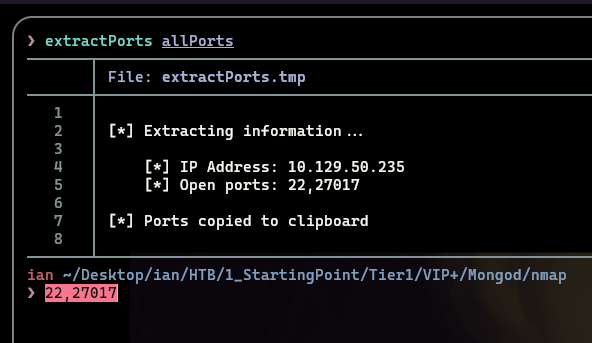 ❯ extractPorts allPorts
File: extractPorts.tmp
1
2 [*] Extracting information...
3
4 [*] IP Address: 10.129.50.235
5 [*] Open ports: 22,27017
6
7 [*] Ports copied to clipboard
8
ian ~/Desktop/ian/HTB/1_StartingPoint/Tier1/VIP+/Mongod/nmap
❯ 22,27017